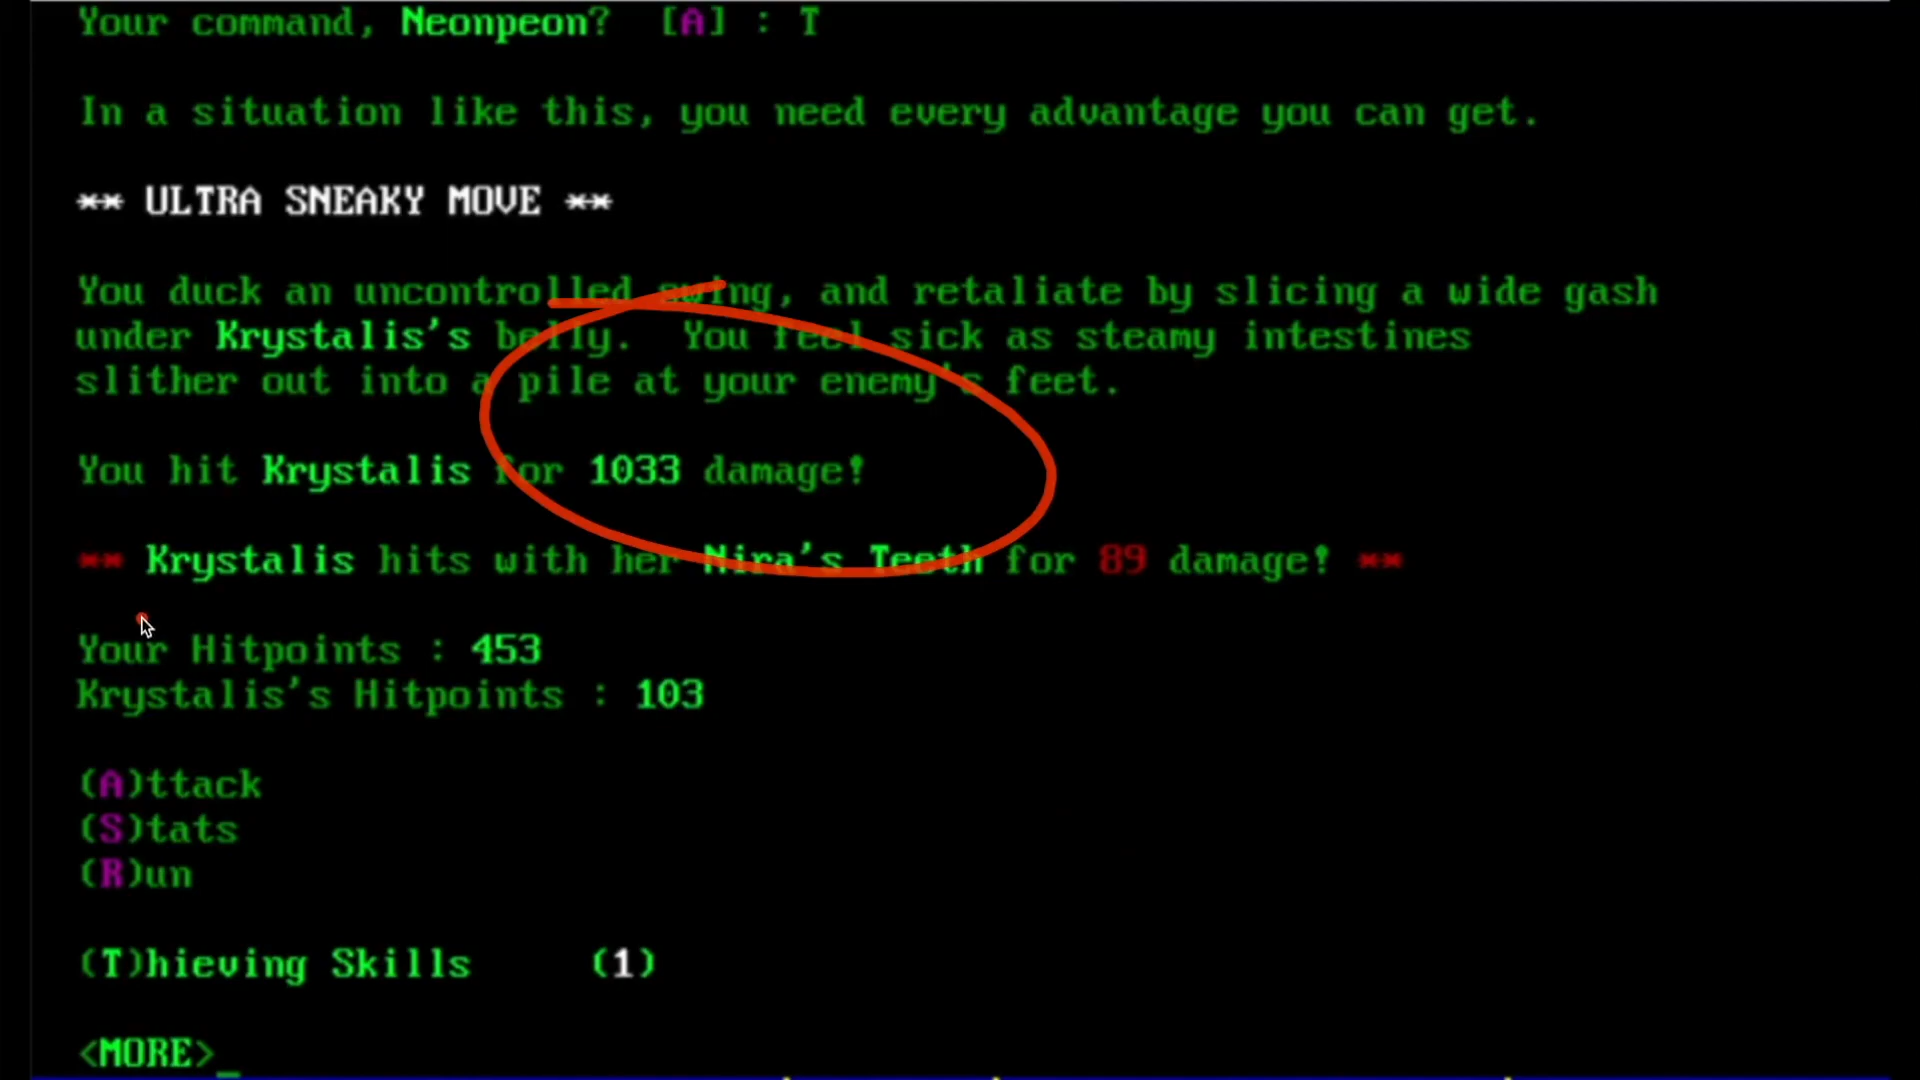 Your command, Neonpeon? [A] : T
In a situation like this, you need every advantage you can get.
** ULTRA SNEAKY MOVE **
You duck an uncontrolled swing, and retaliate by slicing a wide gash
under Krystalis's belly. You feel sick as steamy intestines
slither out into a pile at your enemy's feet.
You hit Krystalis for 1033 damage!
** Krystalis hits with her Nira's Teeth for 89 damage! **
Your Hitpoints : 453
Krystalis's Hitpoints : 103
(A)ttack
(S)tats
(R)un
(T)hieving Skills (1)
<MORE>_